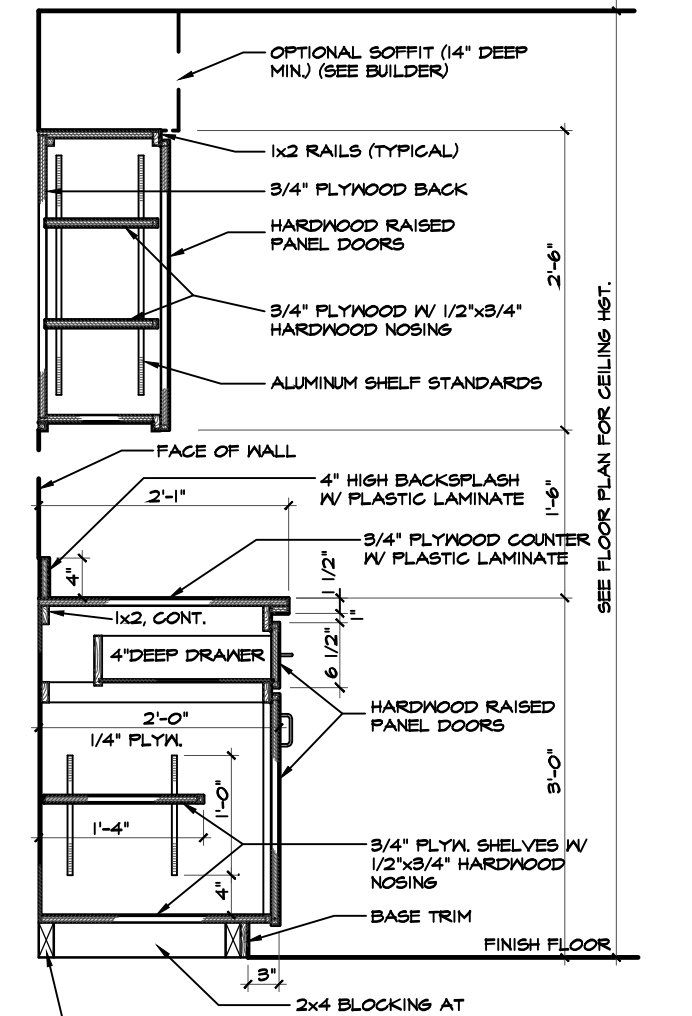 OPTIONAL SOFFIT (14" DEEP
MIN.) (SEE BUILDER)
1x2 RAILS (TYPICAL)
3/4" PLYWOOD BACK
HARDWOOD RAISED
PANEL DOORS
2'-6"
3/4" PLYWOOD W/ 1/2"x3/4"
HARDWOOD NOSING
SEE FLOOR PLAN FOR CEILING HGT.
ALUMINUM SHELF STANDARDS
FACE OF WALL
4" HIGH BACKSPLASH
W/ PLASTIC LAMINATE
2'-1"
1'-6"
3/4" PLYWOOD COUNTER
W/ PLASTIC LAMINATE
4"
1 1/2"
1"
1x2, CONT.
4"DEEP DRAWER
6 1/2"
HARDWOOD RAISED
PANEL DOORS
2'-0"
1/4" PLYW.
3'-0"
1'-0"
1'-4"
3/4" PLYW. SHELVES W/
1/2"x3/4" HARDWOOD
NOSING
4"
BASE TRIM
FINISH FLOOR
3"
2x4 BLOCKING AT